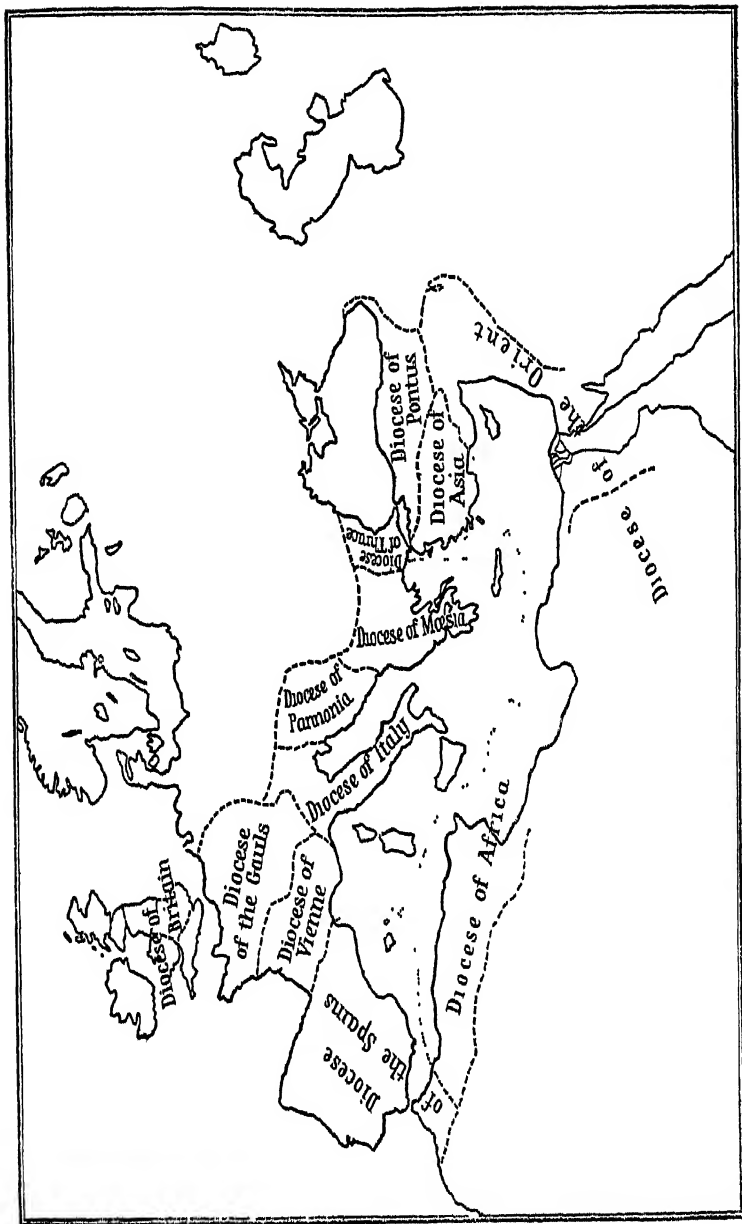 Diocese of
Britain
Diocese
of the Gauls
Diocese of
Vienne
Diocese
of
the Spains
Diocese of Italy
Diocese of
Pannonia
Diocese of Mœsia
Diocese
of Thrace
Diocese of
Pontus
Diocese of
Asia
Diocese of the Orient
Diocese of Africa